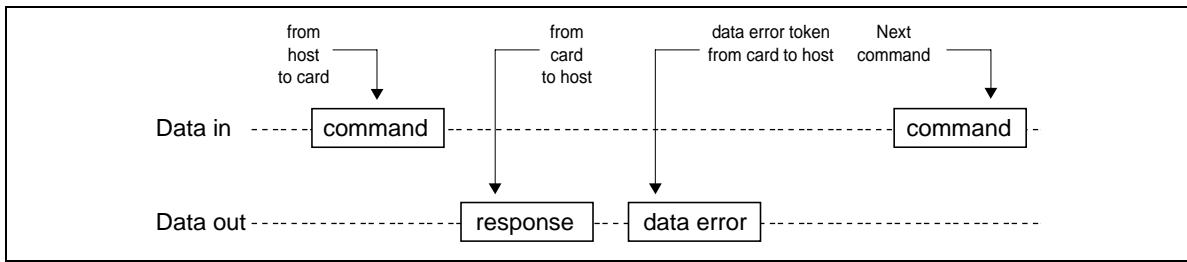 from
host
to card
from
card
to host
data error token
from card to host
Next
command
Data in
command
command
Data out
response
data error